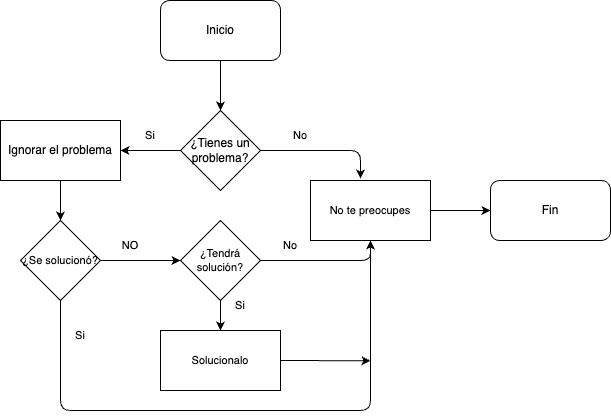 Inicio
¿Tienes un
problema?
Si
No
Ignorar el problema
No te preocupes
Fin
¿Se solucionó?
NO
¿Tendrá
solución?
No
Si
Si
Solucionalo